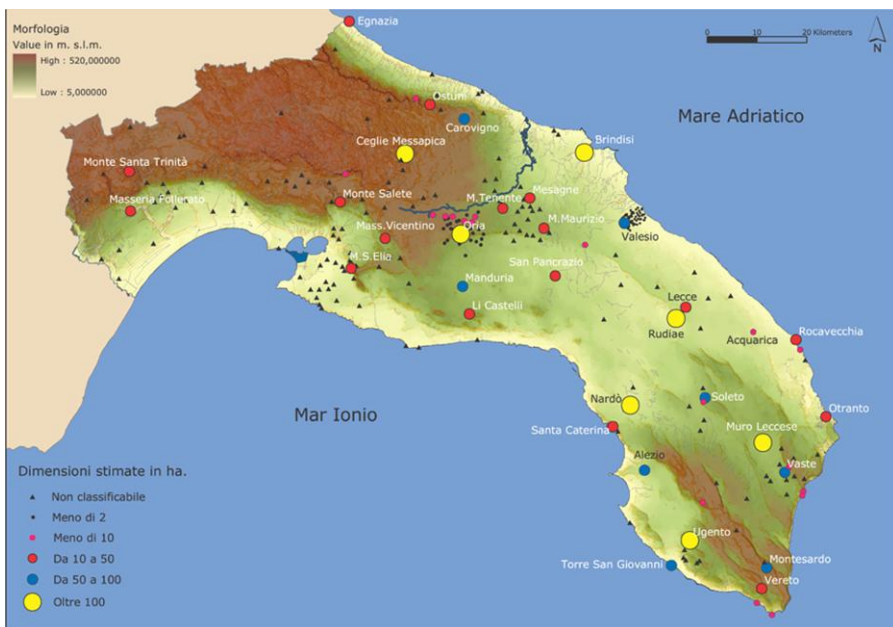 Egnazia
Morfologia
Value in m. s.l.m.
High : 520,000000
Low : 5,000000
0
10
20 Kilometers
N
Ostuni
Carovigno
Mare Adriatico
Ceglie Messapica
Brindisi
Monte Santa Trinità
Monte Salete
M.Tenente
Mesagne
Masseria Pollerato
Mass.Vicentino
Oria
M.Maurizio
Valesio
M.S.Elia
Manduria
San Pancrazio
Li Castelli
Lecce
Rudiae
Acquarica
Rocavecchia
Mar Ionio
Nardò
Soleto
Otranto
Santa Caterina
Muro Leccese
Alezio
Vaste
Dimensioni stimate in ha.
Non classificabile
Meno di 2
Meno di 10
Da 10 a 50
Da 50 a 100
Oltre 100
Ugento
Torre San Giovanni
Montesardo
Vereto